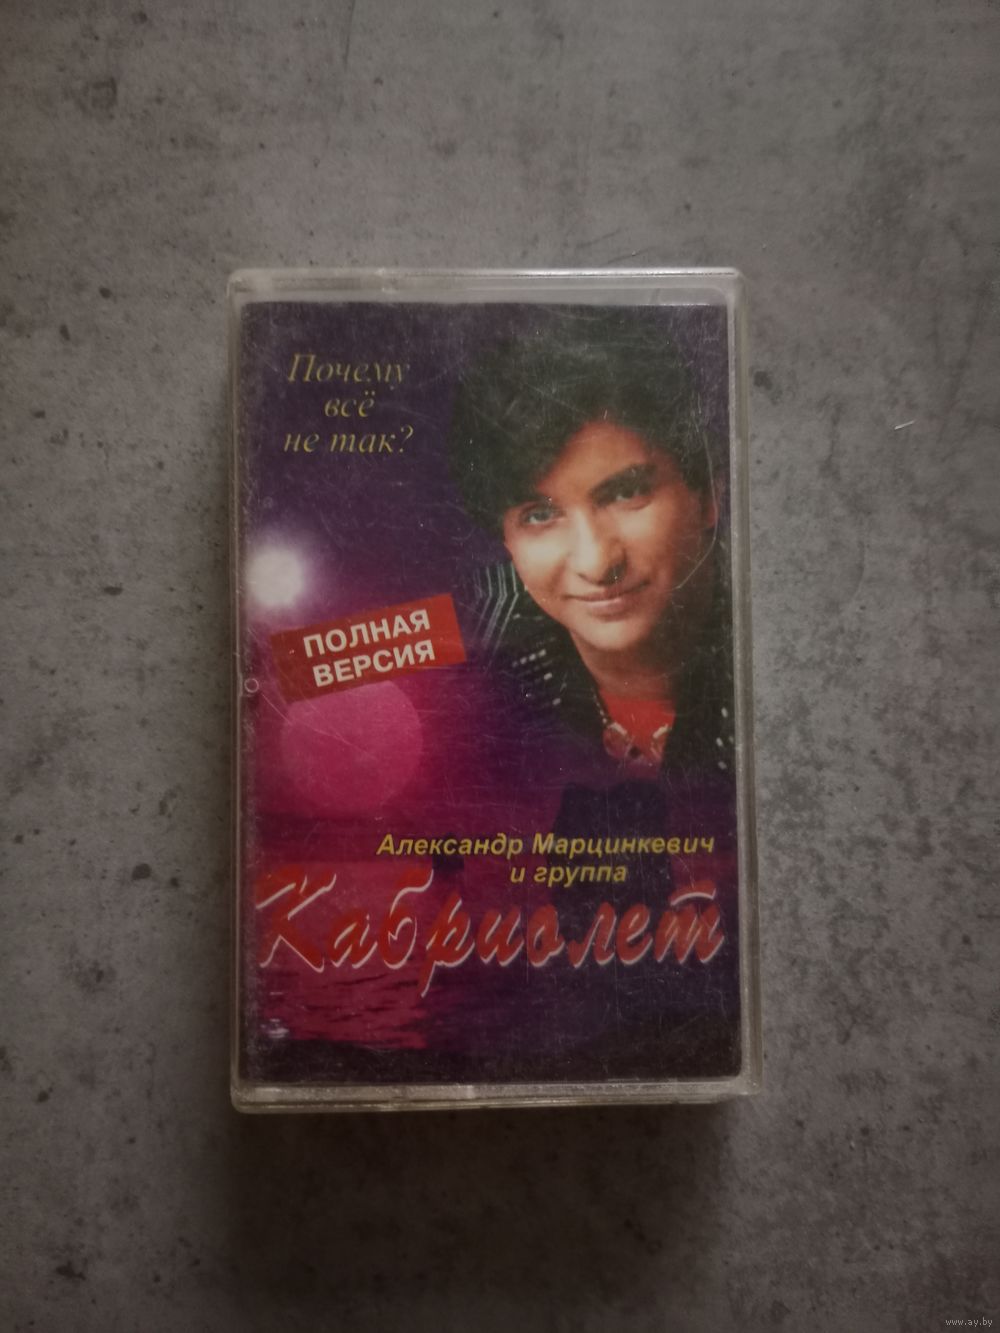 Почему
всё
не так?
ПОЛНАЯ
ВЕРСИЯ
Александр Марцинкевич
и группа
Кабриолет
www.ay.by